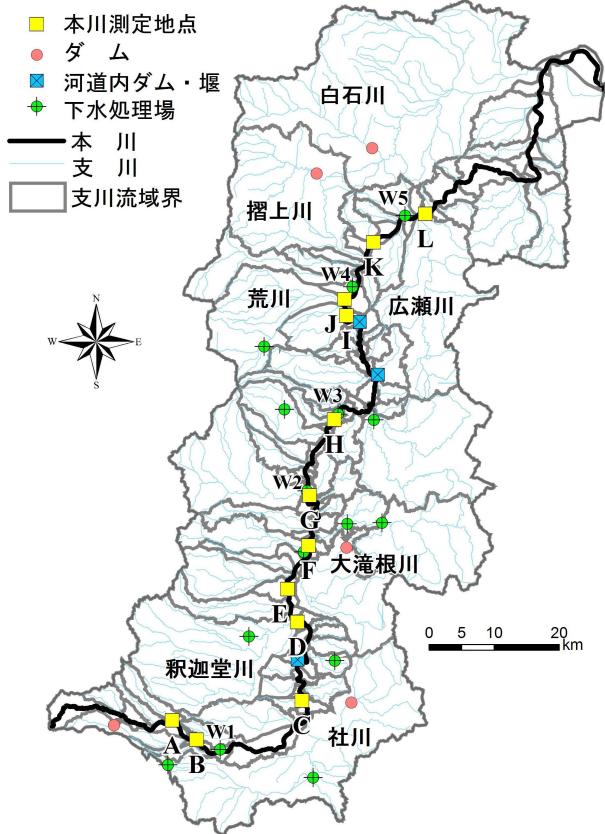 本川測定地点
ダム
河道内ダム・堰
下水処理場
本 川
支 川
支川流域界
白石川
摺上川
W5
L
K
W4
荒川
広瀬川
J
I
N
W
E
S
W3
H
W2
G
F
大滝根川
E
D
0 5 10 20
km
釈迦堂川
C
社川
A
B
W1